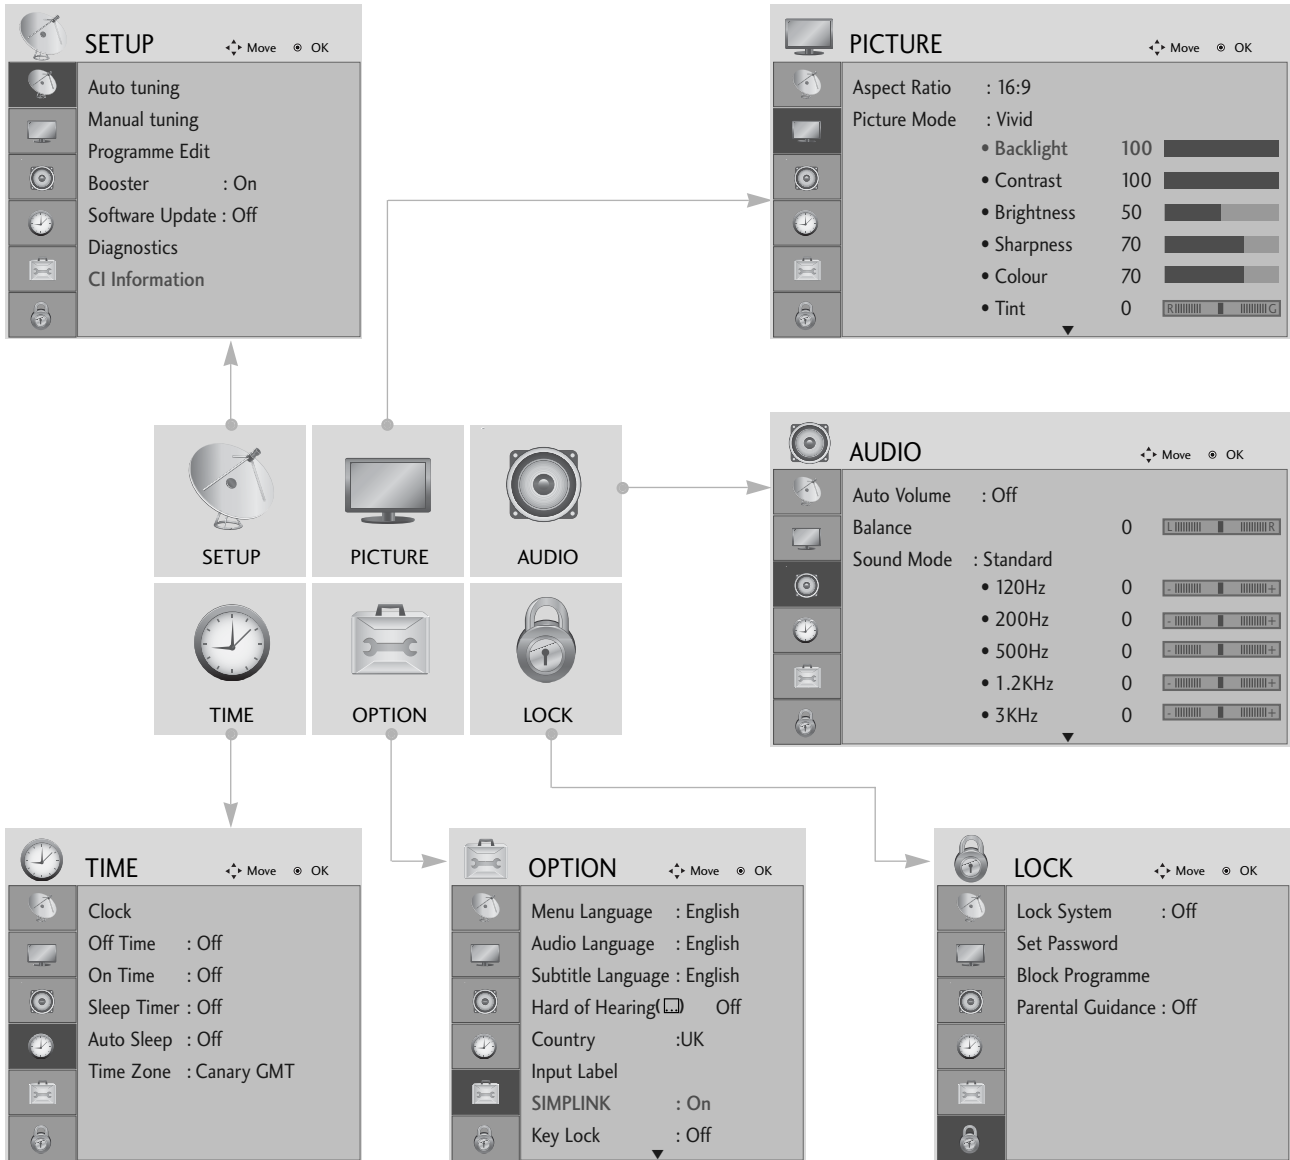 SETUP
Move OK
Auto tuning
Manual tuning
Programme Edit
Booster : On
Software Update : Off
Diagnostics
CI Information
PICTURE
Move OK
Aspect Ratio : 16:9
Picture Mode : Vivid
• Backlight 100
• Contrast 100
• Brightness 50
• Sharpness 70
• Colour 70
• Tint 0 R G
SETUP
PICTURE
AUDIO
TIME
OPTION
LOCK
AUDIO
Move OK
Auto Volume : Off
Balance 0 L R
Sound Mode : Standard
• 120Hz 0 - +
• 200Hz 0 - +
• 500Hz 0 - +
• 1.2KHz 0 - +
• 3KHz 0 - +
TIME
Move OK
Clock
Off Time : Off
On Time : Off
Sleep Timer : Off
Auto Sleep : Off
Time Zone : Canary GMT
OPTION
Move OK
Menu Language : English
Audio Language : English
Subtitle Language : English
Hard of Hearing( ) Off
Country :UK
Input Label
SIMPLINK : On
Key Lock : Off
LOCK
Move OK
Lock System : Off
Set Password
Block Programme
Parental Guidance : Off